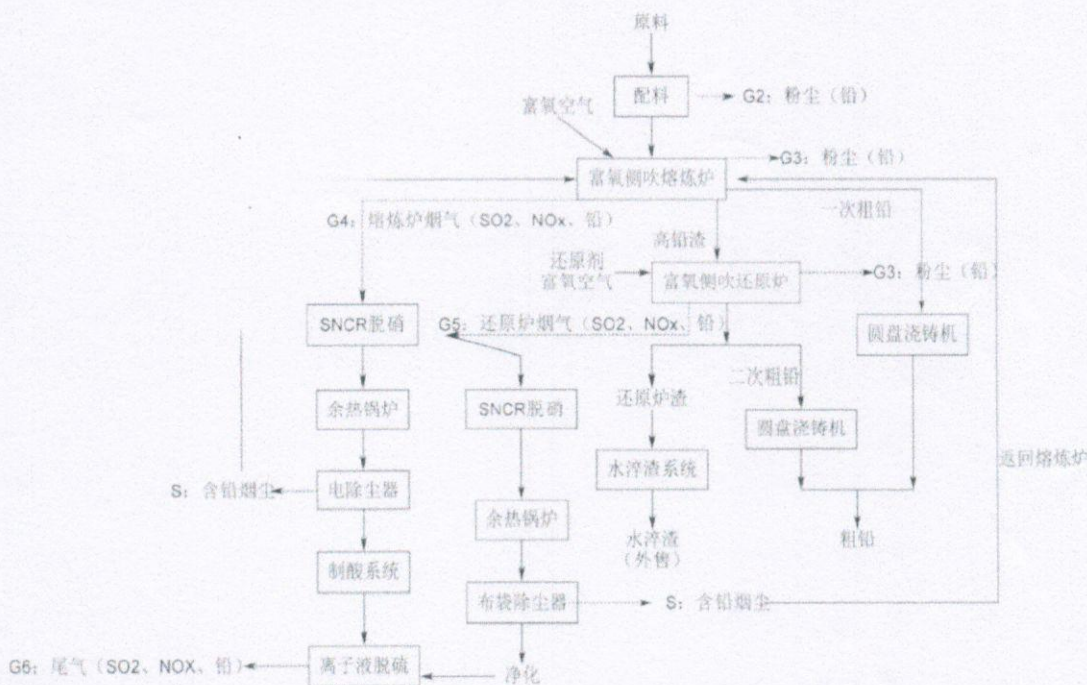 原料
配料
G2：粉尘（铅）
富氧空气
G3：粉尘（铅）
富氧侧吹熔炼炉
一次粗铅
G4：熔炼炉烟气（SO2、NOx、铅）
高铅渣
还原剂
富氧空气
富氧侧吹还原炉
G3：粉尘（铅）
SNCR脱硝
G5：还原炉烟气（SO2、NOx、铅）
圆盘浇铸机
二次粗铅
余热锅炉
SNCR脱硝
还原炉渣
圆盘浇铸机
返回熔炼炉
水淬渣系统
S：含铅烟尘
电除尘器
余热锅炉
水淬渣
（外售）
粗铅
制酸系统
布袋除尘器
S：含铅烟尘
G6：尾气（SO2、NOX、铅）
离子液脱硫
净化